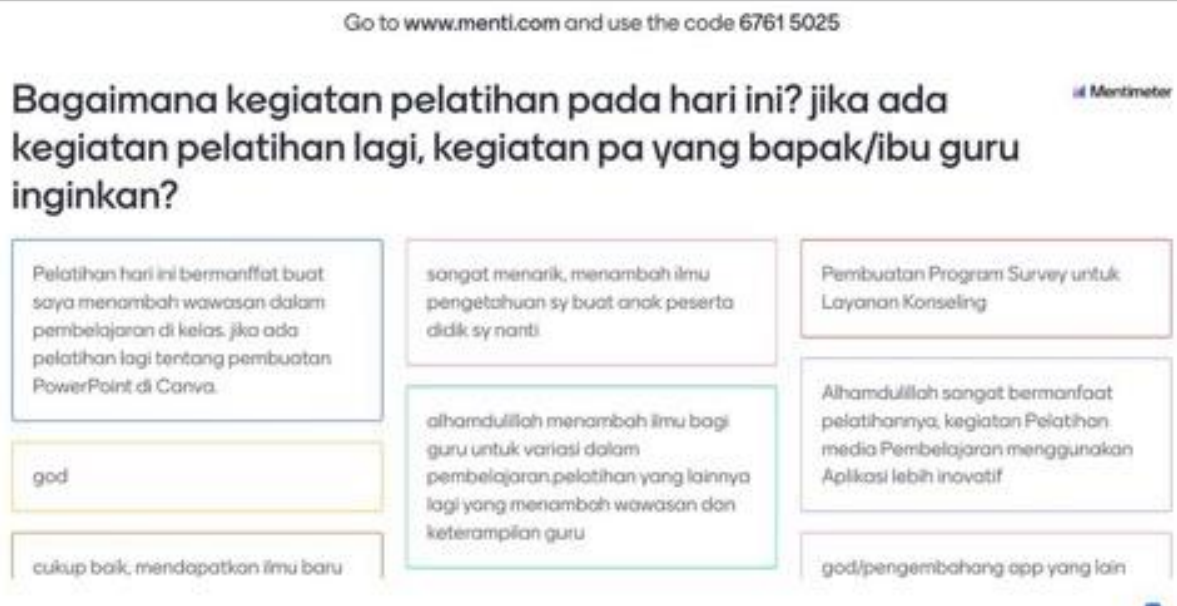 Go to www.menti.com and use the code 6761 5025
Bagaimana kegiatan pelatihan pada hari ini? jika ada
kegiatan pelatihan lagi, kegiatan pa yang bapak/ibu guru
inginkan?
Mentimeter
Pelatihan hari ini bermanffat buat
saya menambah wawasan dalam
pembelajaran di kelas. jika ada
pelatihan lagi tentang pembuatan
PowerPoint di Canva.
god
cukup baik, mendapatkan ilmu baru
sangat menarik, menambah ilmu
pengetahuan sy buat anak peserta
didik sy nanti
alhamdulillah menambah ilmu bagi
guru untuk variasi dalam
pembelajaran.pelatihan yang lainnya
lagi yang menambah wawasan dan
keterampilan guru
Pembuatan Program Survey untuk
Layanan Konseling
Alhamdulillah sangat bermanfaat
pelatihannya, kegiatan Pelatihan
media Pembelajaran menggunakan
Aplikasi lebih inovatif
god/pengembahang app yang lain